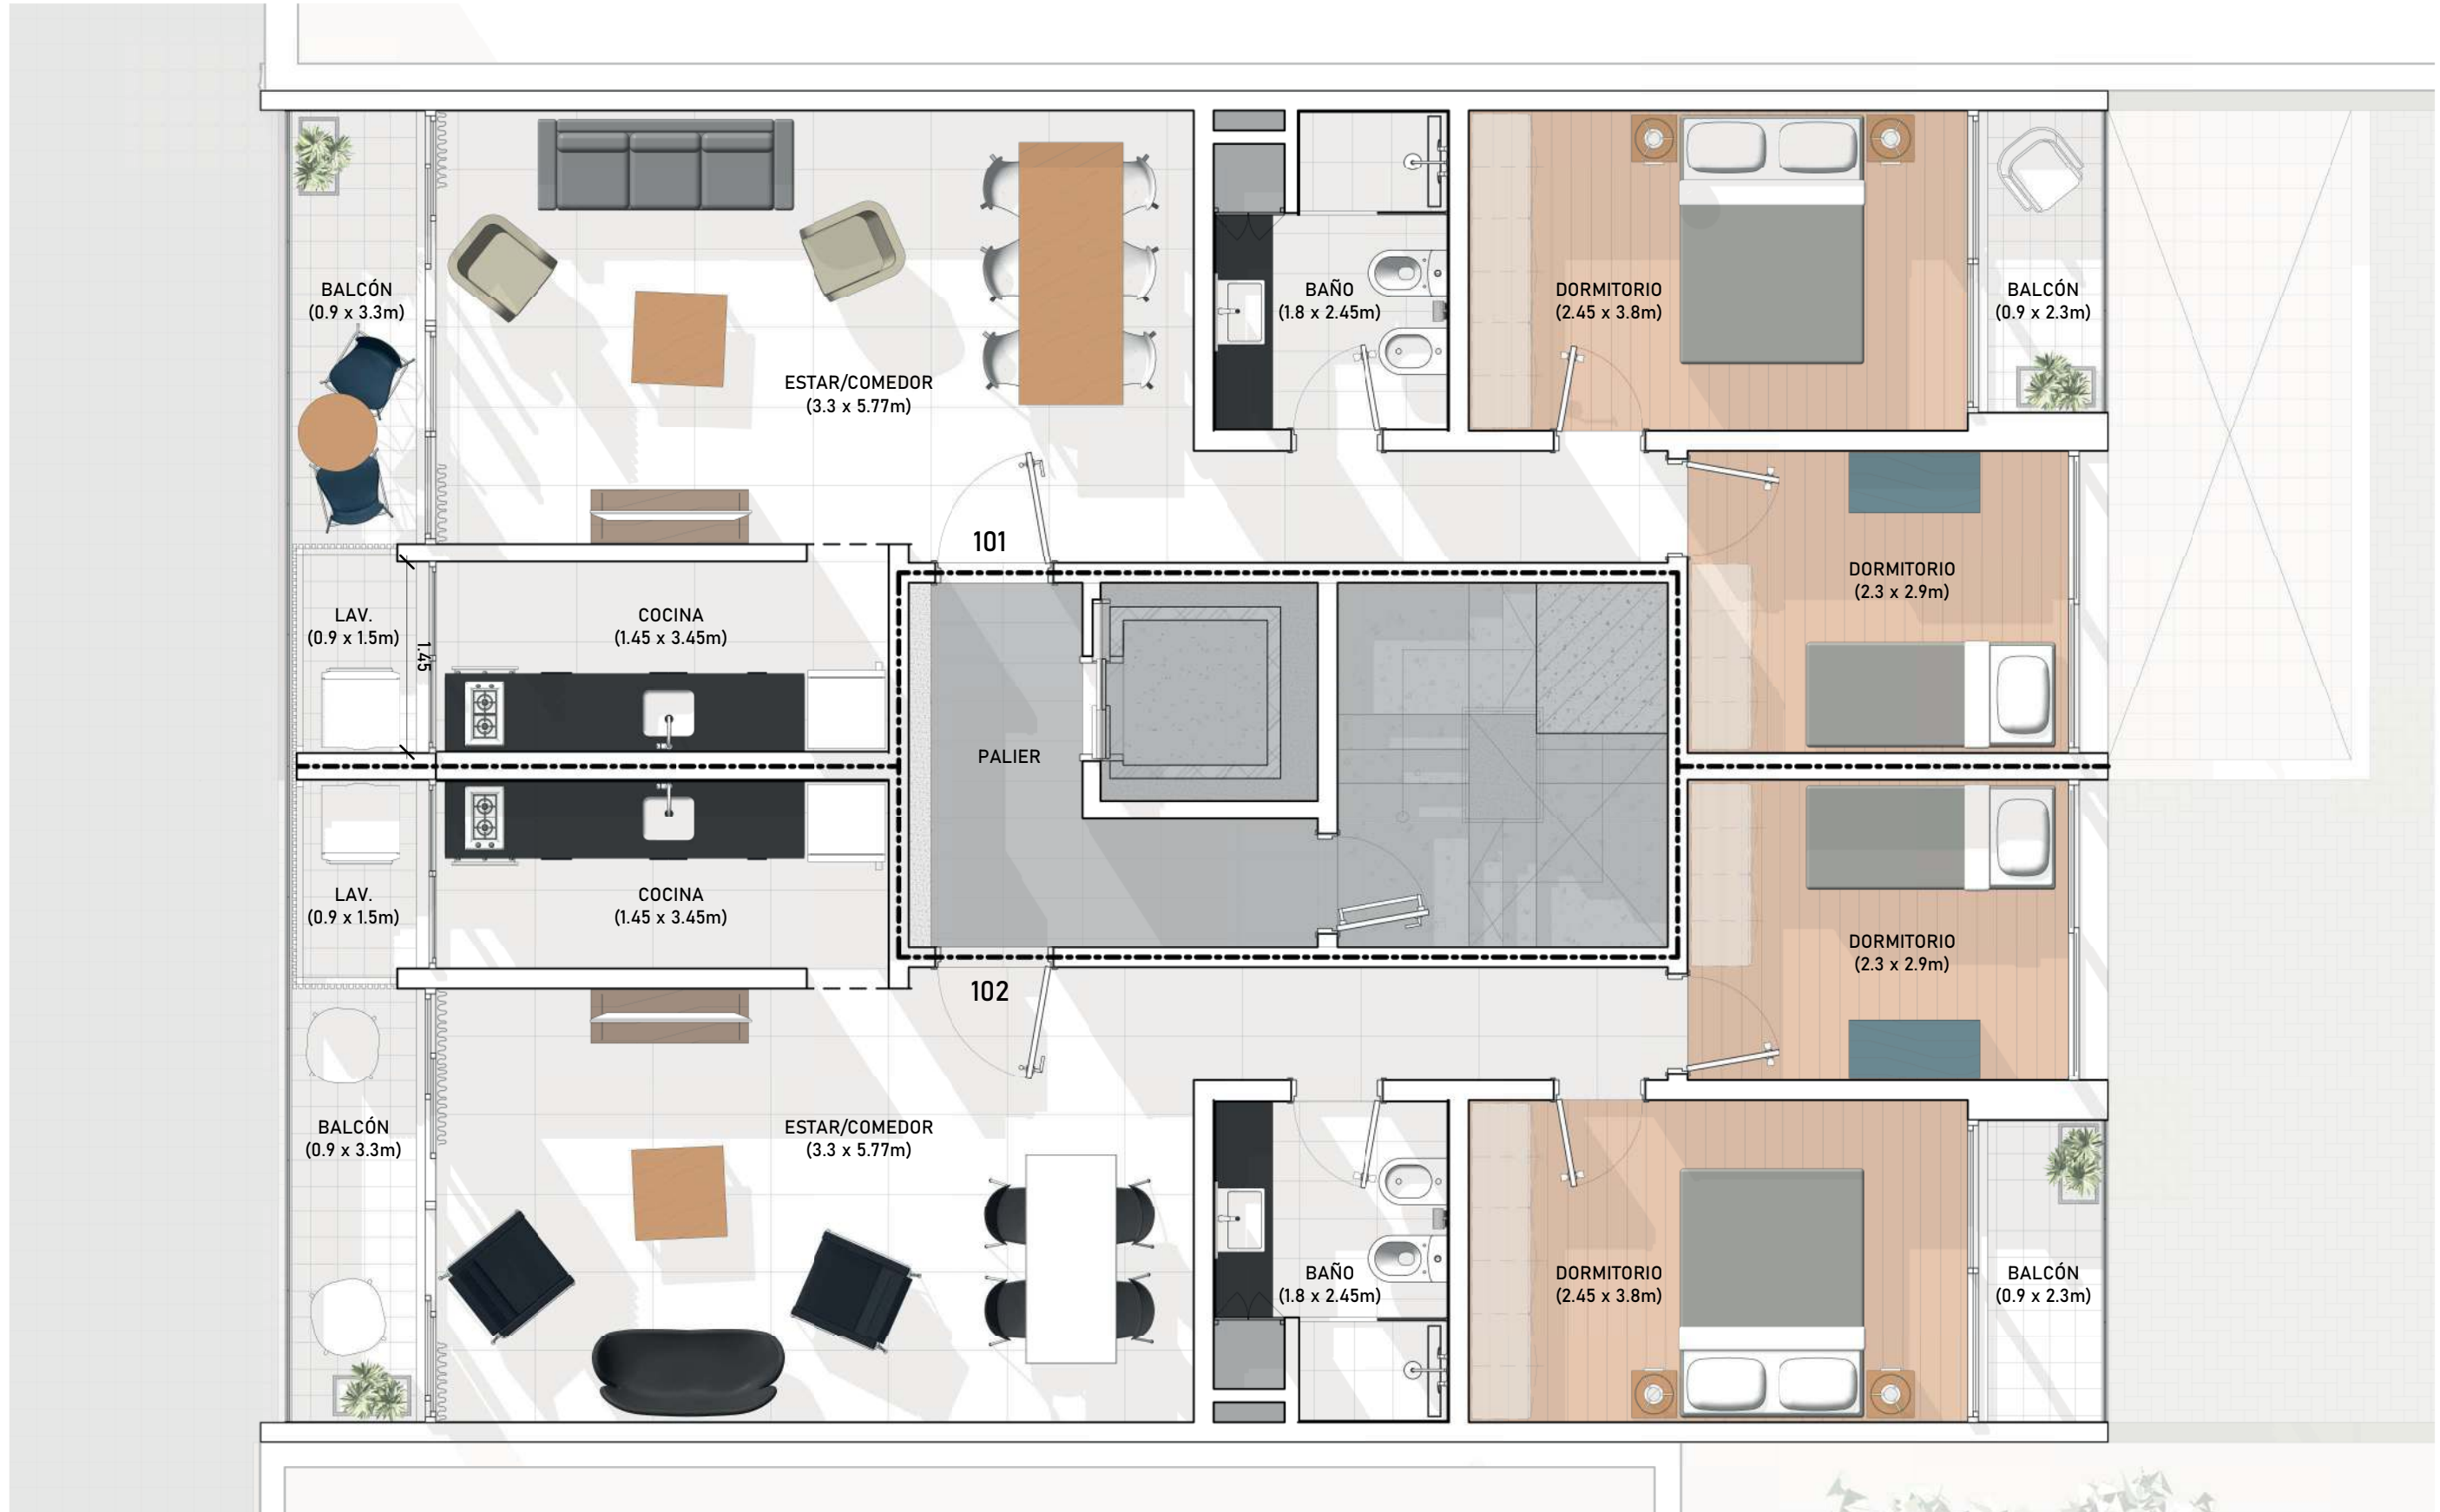 BALCÓN
(0.9 x 3.3m)
ESTAR/COMEDOR
(3.3 x 5.77m)
BAÑO
(1.8 x 2.45m)
DORMITORIO
(2.45 x 3.8m)
BALCÓN
(0.9 x 2.3m)
101
LAV.
(0.9 x 1.5m)
1.45
COCINA
(1.45 x 3.45m)
DORMITORIO
(2.3 x 2.9m)
PALIER
LAV.
(0.9 x 1.5m)
COCINA
(1.45 x 3.45m)
DORMITORIO
(2.3 x 2.9m)
102
BALCÓN
(0.9 x 3.3m)
ESTAR/COMEDOR
(3.3 x 5.77m)
BAÑO
(1.8 x 2.45m)
DORMITORIO
(2.45 x 3.8m)
BALCÓN
(0.9 x 2.3m)